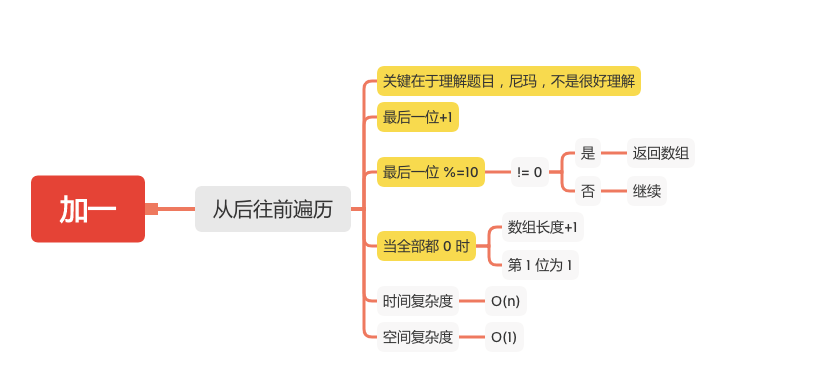 加一
从后往前遍历
关键在于理解题目，尼玛，不是很好理解
最后一位+1
最后一位 %=10
!= 0
是
返回数组
否
继续
当全部都 0 时
数组长度+1
第 1 位为 1
时间复杂度
O(n)
空间复杂度
O(1)